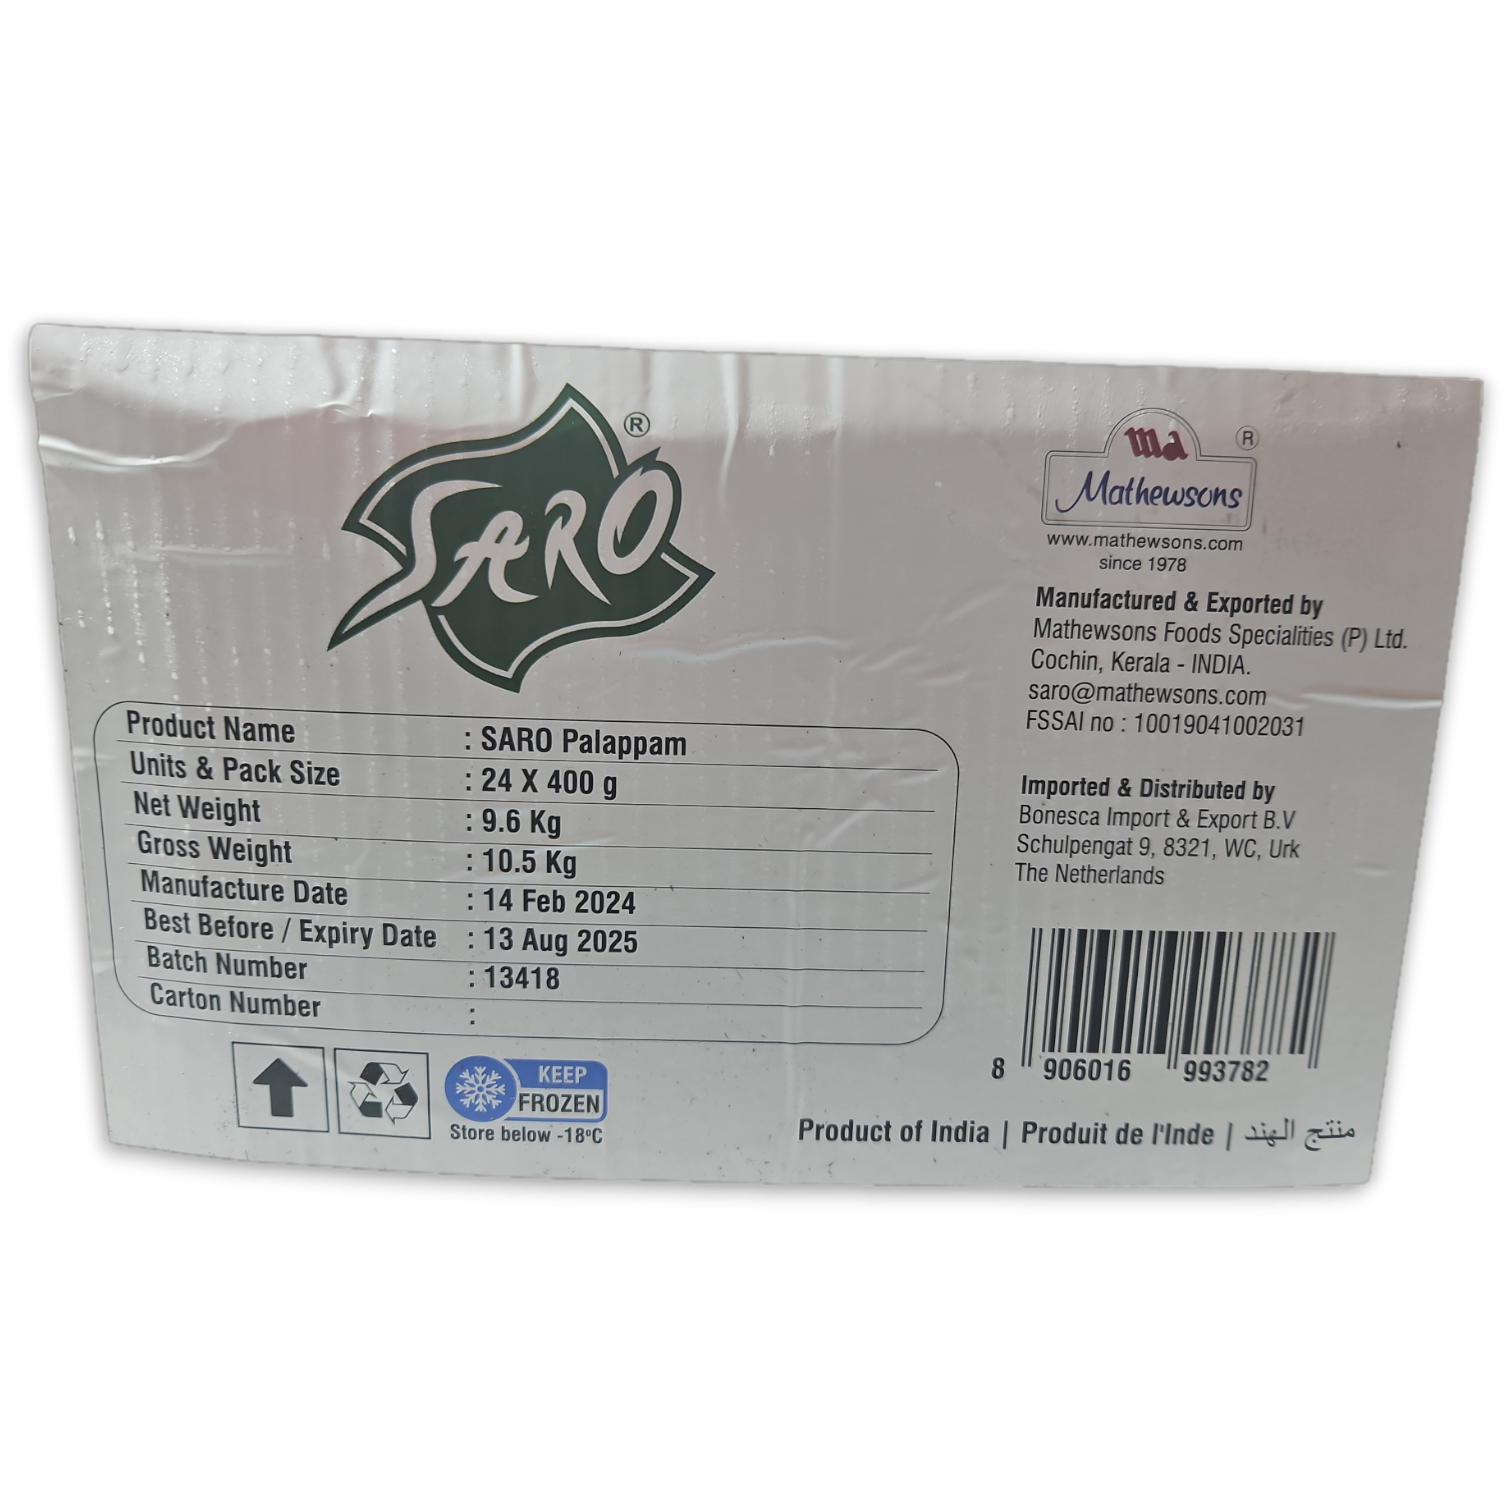 SARO ®
Product Name : SARO Palappam
Units & Pack Size : 24 X 400 g
Net Weight : 9.6 Kg
Gross Weight : 10.5 Kg
Manufacture Date : 14 Feb 2024
Best Before / Expiry Date : 13 Aug 2025
Batch Number : 13418
Carton Number :
KEEP
FROZEN
Store below -18°C
ma ®
Mathewsons
www.mathewsons.com
since 1978
Manufactured & Exported by
Mathewsons Foods Specialities (P) Ltd.
Cochin, Kerala - INDIA.
saro@mathewsons.com
FSSAI no : 10019041002031
Imported & Distributed by
Bonesca Import & Export B.V
Schulpengat 9, 8321, WC, Urk
The Netherlands
8 906016 993782
Product of India | Produit de l'Inde | منتج الهند